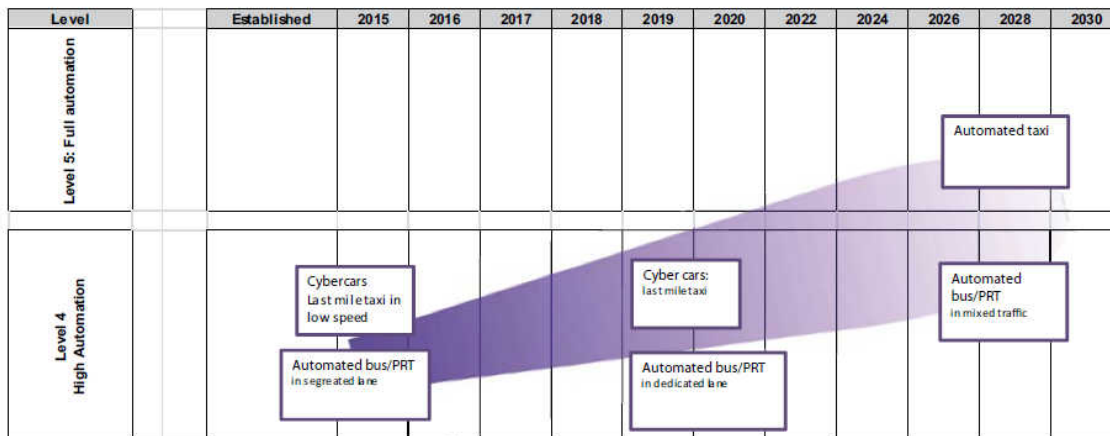 Level Established 2015 2016 2017 2018 2019 2020 2022 2024 2026 2028 2030
Level 5: Full automation
Automated taxi
Level 4
High Automation
Cybercars
Last mile taxi in
low speed
Automated bus/PRT
in segreated lane
Cyber cars:
last mile taxi
Automated bus/PRT
in dedicated lane
Automated
bus/PRT
in mixed traffic